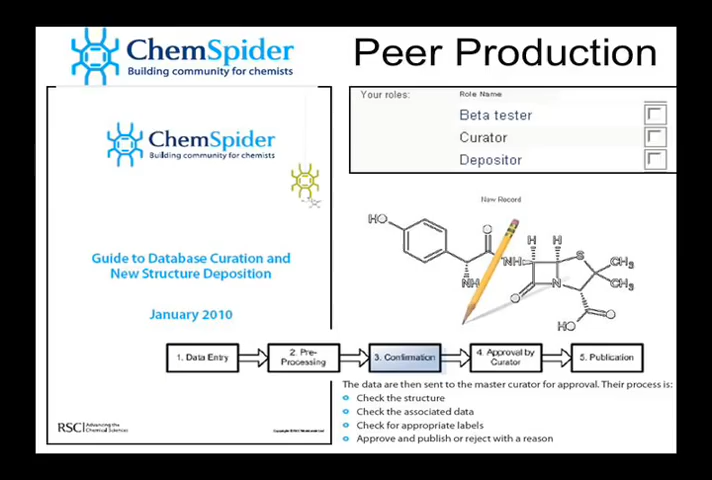 ChemSpider
Building community for chemists
Peer Production
Your roles:
Role Name
Beta tester
Curator
Depositor
ChemSpider
Building community for chemists
Guide to Database Curation and
New Structure Deposition
January 2010
New Record
HO
O
H
H
NH
NH
S
CH3
CH3
O
N
O
HO
1. Data Entry
2. Pre-
Processing
3. Confirmation
4. Approval by
Curator
5. Publication
The data are then sent to the master curator for approval. Their process is:
Check the structure
Check the associated data
Check for appropriate labels
Approve and publish or reject with a reason
RSC | Advancing the
Chemical Sciences